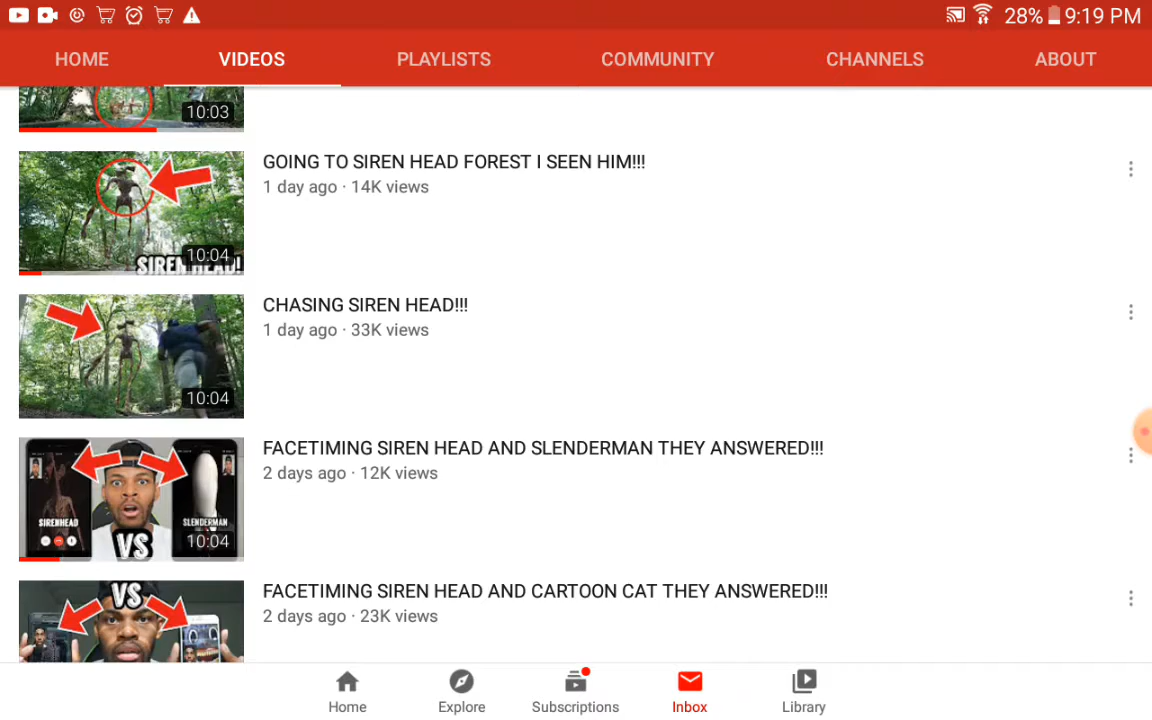 28% 9:19 PM
HOME VIDEOS PLAYLISTS COMMUNITY CHANNELS ABOUT
10:03
GOING TO SIREN HEAD FOREST I SEEN HIM!!!
1 day ago · 14K views
10:04
SIREN HEAD!
CHASING SIREN HEAD!!!
1 day ago · 33K views
10:04
FACETIMING SIREN HEAD AND SLENDERMAN THEY ANSWERED!!!
2 days ago · 12K views
SIRENHEAD
SLENDERMAN
VS
10:04
FACETIMING SIREN HEAD AND CARTOON CAT THEY ANSWERED!!!
2 days ago · 23K views
VS
Home Explore Subscriptions Inbox Library